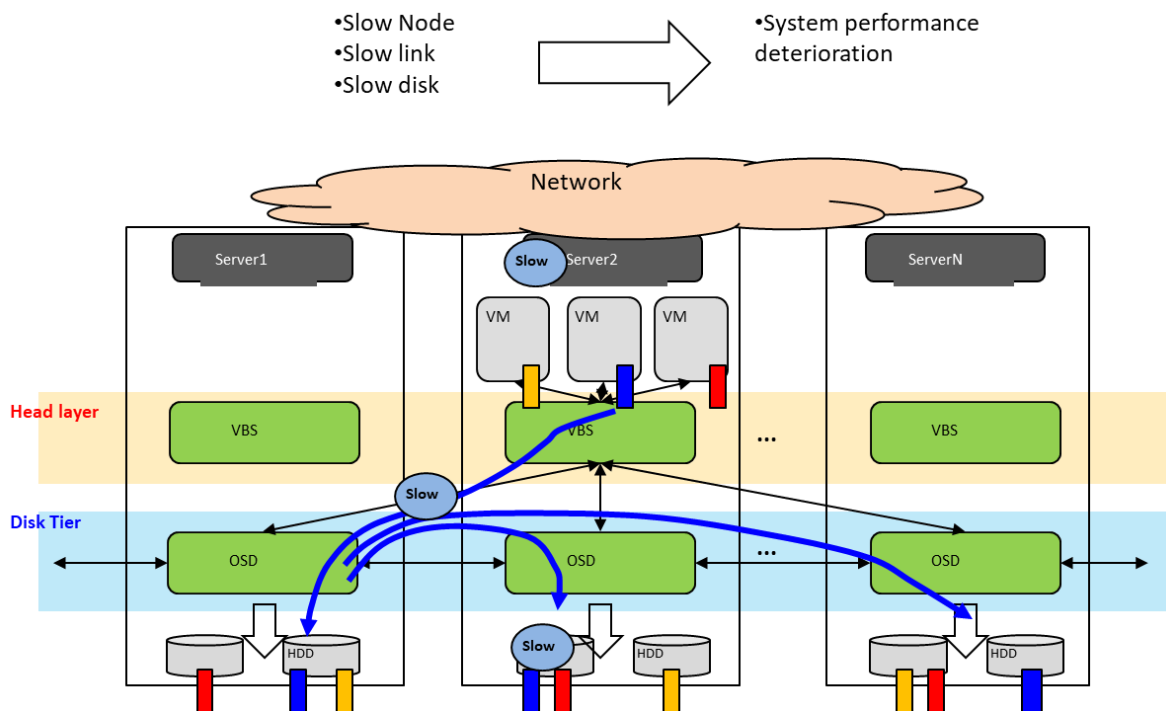 •Slow Node
•Slow link
•Slow disk
•System performance
deterioration
Network
Server1
Slow
Server2
ServerN
VM
VM
VM
Head layer
VBS
VBS
...
VBS
Slow
Disk Tier
OSD
OSD
...
OSD
HDD
Slow
HDD
HDD